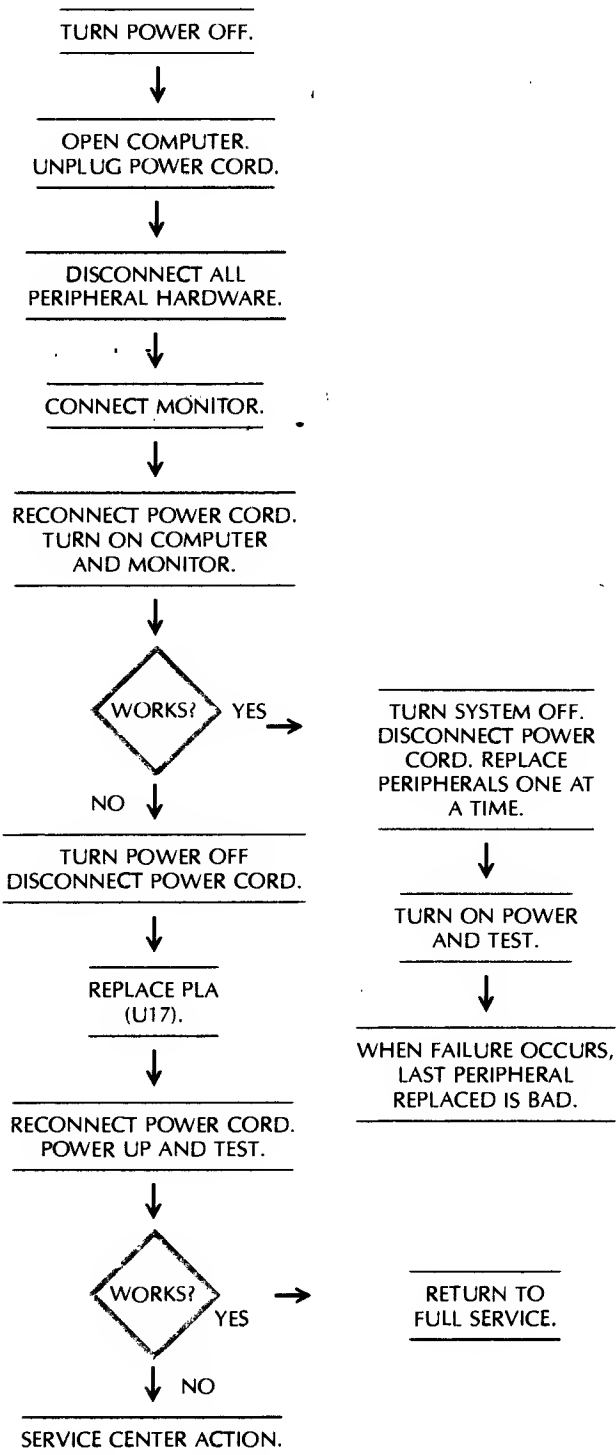 TURN POWER OFF.
OPEN COMPUTER.
UNPLUG POWER CORD.
DISCONNECT ALL
PERIPHERAL HARDWARE.
CONNECT MONITOR.
RECONNECT POWER CORD.
TURN ON COMPUTER
AND MONITOR.
WORKS?
YES
TURN SYSTEM OFF.
DISCONNECT POWER
CORD. REPLACE
PERIPHERALS ONE AT
A TIME.
TURN ON POWER
AND TEST.
WHEN FAILURE OCCURS,
LAST PERIPHERAL
REPLACED IS BAD.
NO
TURN POWER OFF
DISCONNECT POWER CORD.
REPLACE PLA
(U17).
RECONNECT POWER CORD.
POWER UP AND TEST.
WORKS?
YES
RETURN TO
FULL SERVICE.
NO
SERVICE CENTER ACTION.